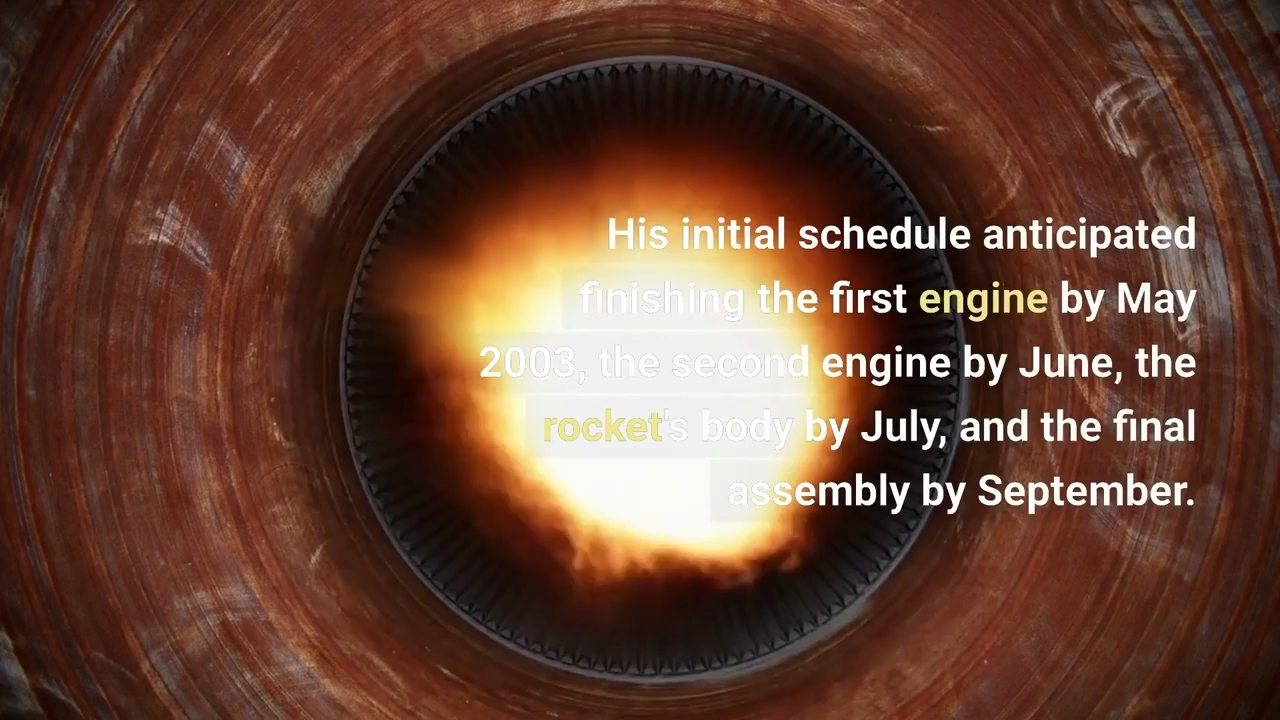 His initial schedule anticipated
finishing the first engine by May
2003, the second engine by June, the
rocket's body by July, and the final
assembly by September.